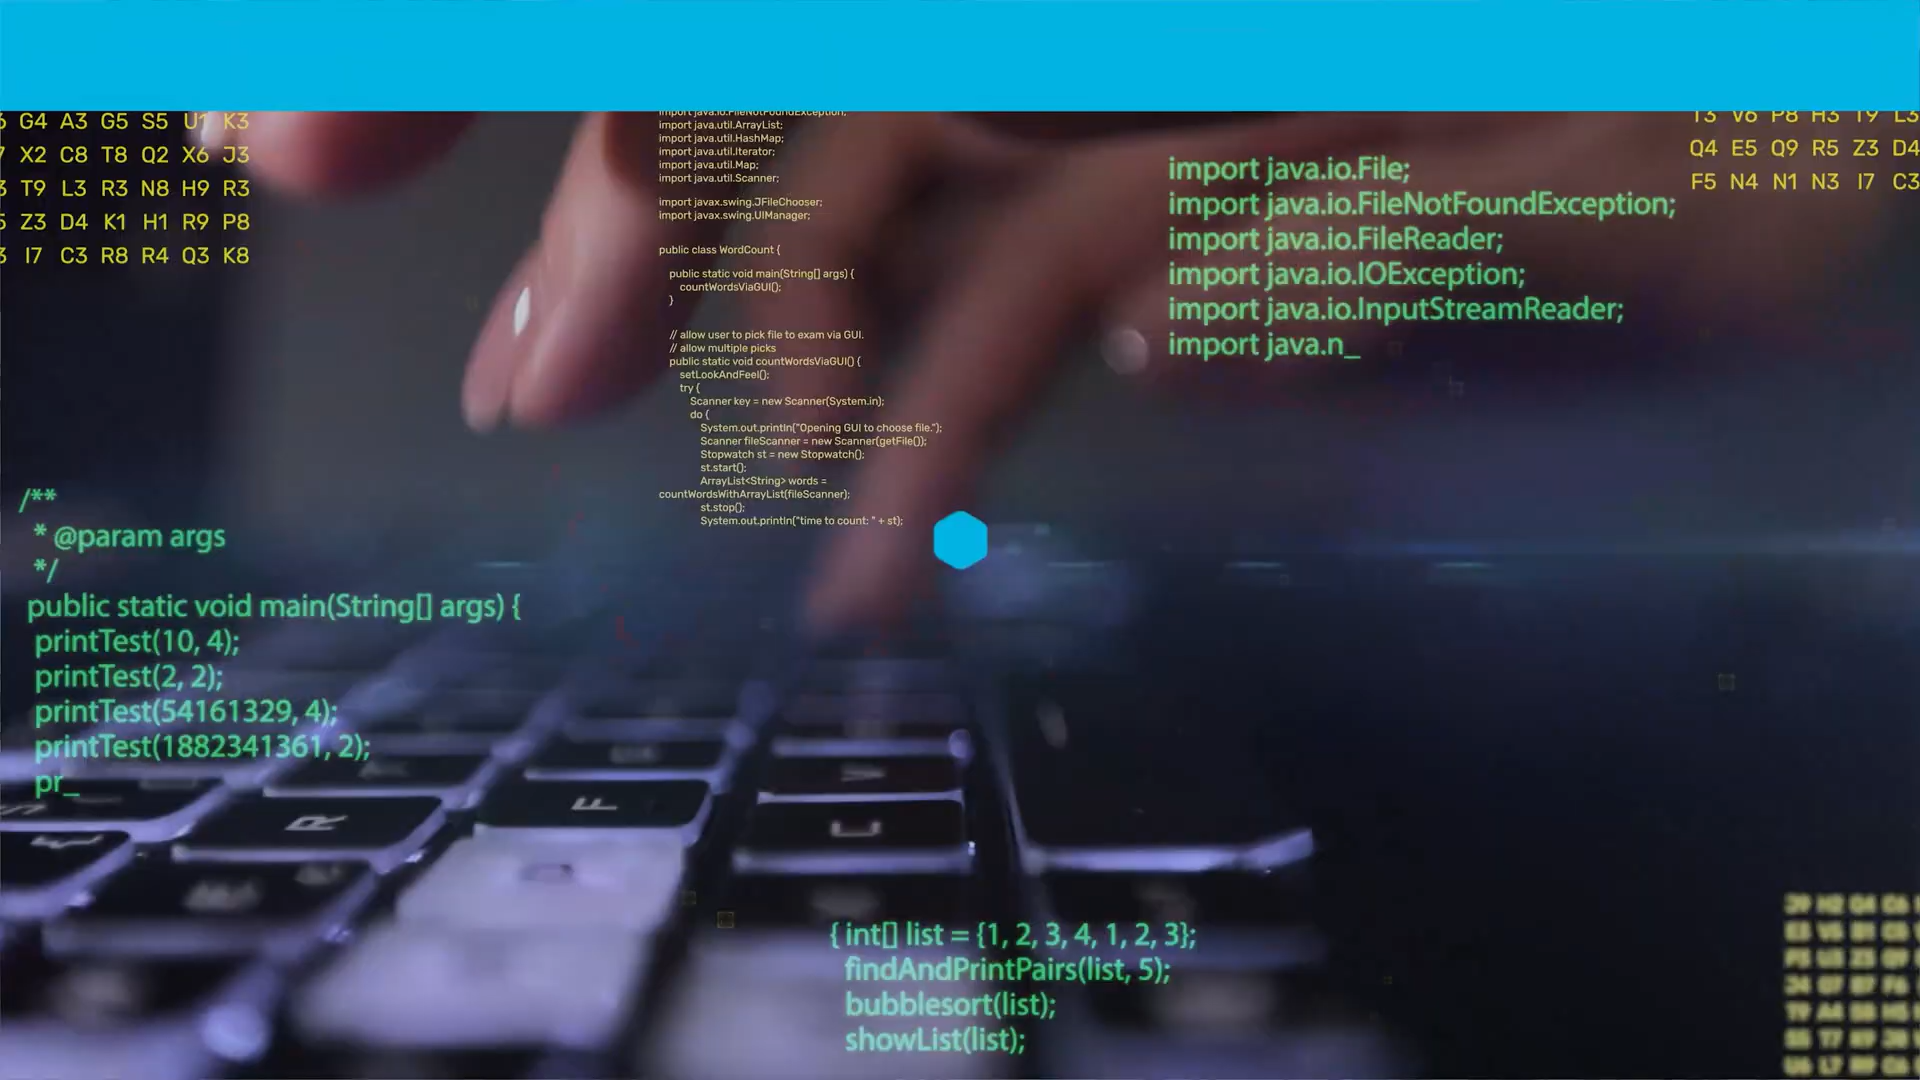 G4 A3 G5 S5 U1 K3
X2 C8 T8 Q2 X6 J3
T9 L3 R3 N8 H9 R3
Z3 D4 K1 H1 R9 P8
I7 C3 R8 R4 Q3 K8
import java.io.FileNotFoundException;
import java.util.ArrayList;
import java.util.HashMap;
import java.util.Iterator;
import java.util.Map;
import java.util.Scanner;
import javax.swing.JFileChooser;
import javax.swing.UIManager;
public class WordCount {
public static void main(String[] args) {
countWordsViaGUI();
}
// allow user to pick file to exam via GUI.
// allow multiple picks
public static void countWordsViaGUI() {
setLookAndFeel();
try {
Scanner key = new Scanner(System.in);
do {
System.out.println("Opening GUI to choose file.");
Scanner fileScanner = new Scanner(getFile());
Stopwatch st = new Stopwatch();
st.start();
ArrayList<String> words =
countWordsWithArrayList(fileScanner);
st.stop();
System.out.println("time to count: " + st);
import java.io.File;
import java.io.FileNotFoundException;
import java.io.FileReader;
import java.io.IOException;
import java.io.InputStreamReader;
import java.n_
T3 V6 P8 H3 T9 L3
Q4 E5 Q9 R5 Z3 D4
F5 N4 N1 N3 I7 C3
/**
* @param args
*/
public static void main(String[] args) {
printTest(10, 4);
printTest(2, 2);
printTest(54161329, 4);
printTest(1882341361, 2);
pr_
R
F
{ int[] list = {1, 2, 3, 4, 1, 2, 3};
findAndPrintPairs(list, 5);
bubblesort(list);
showList(list);